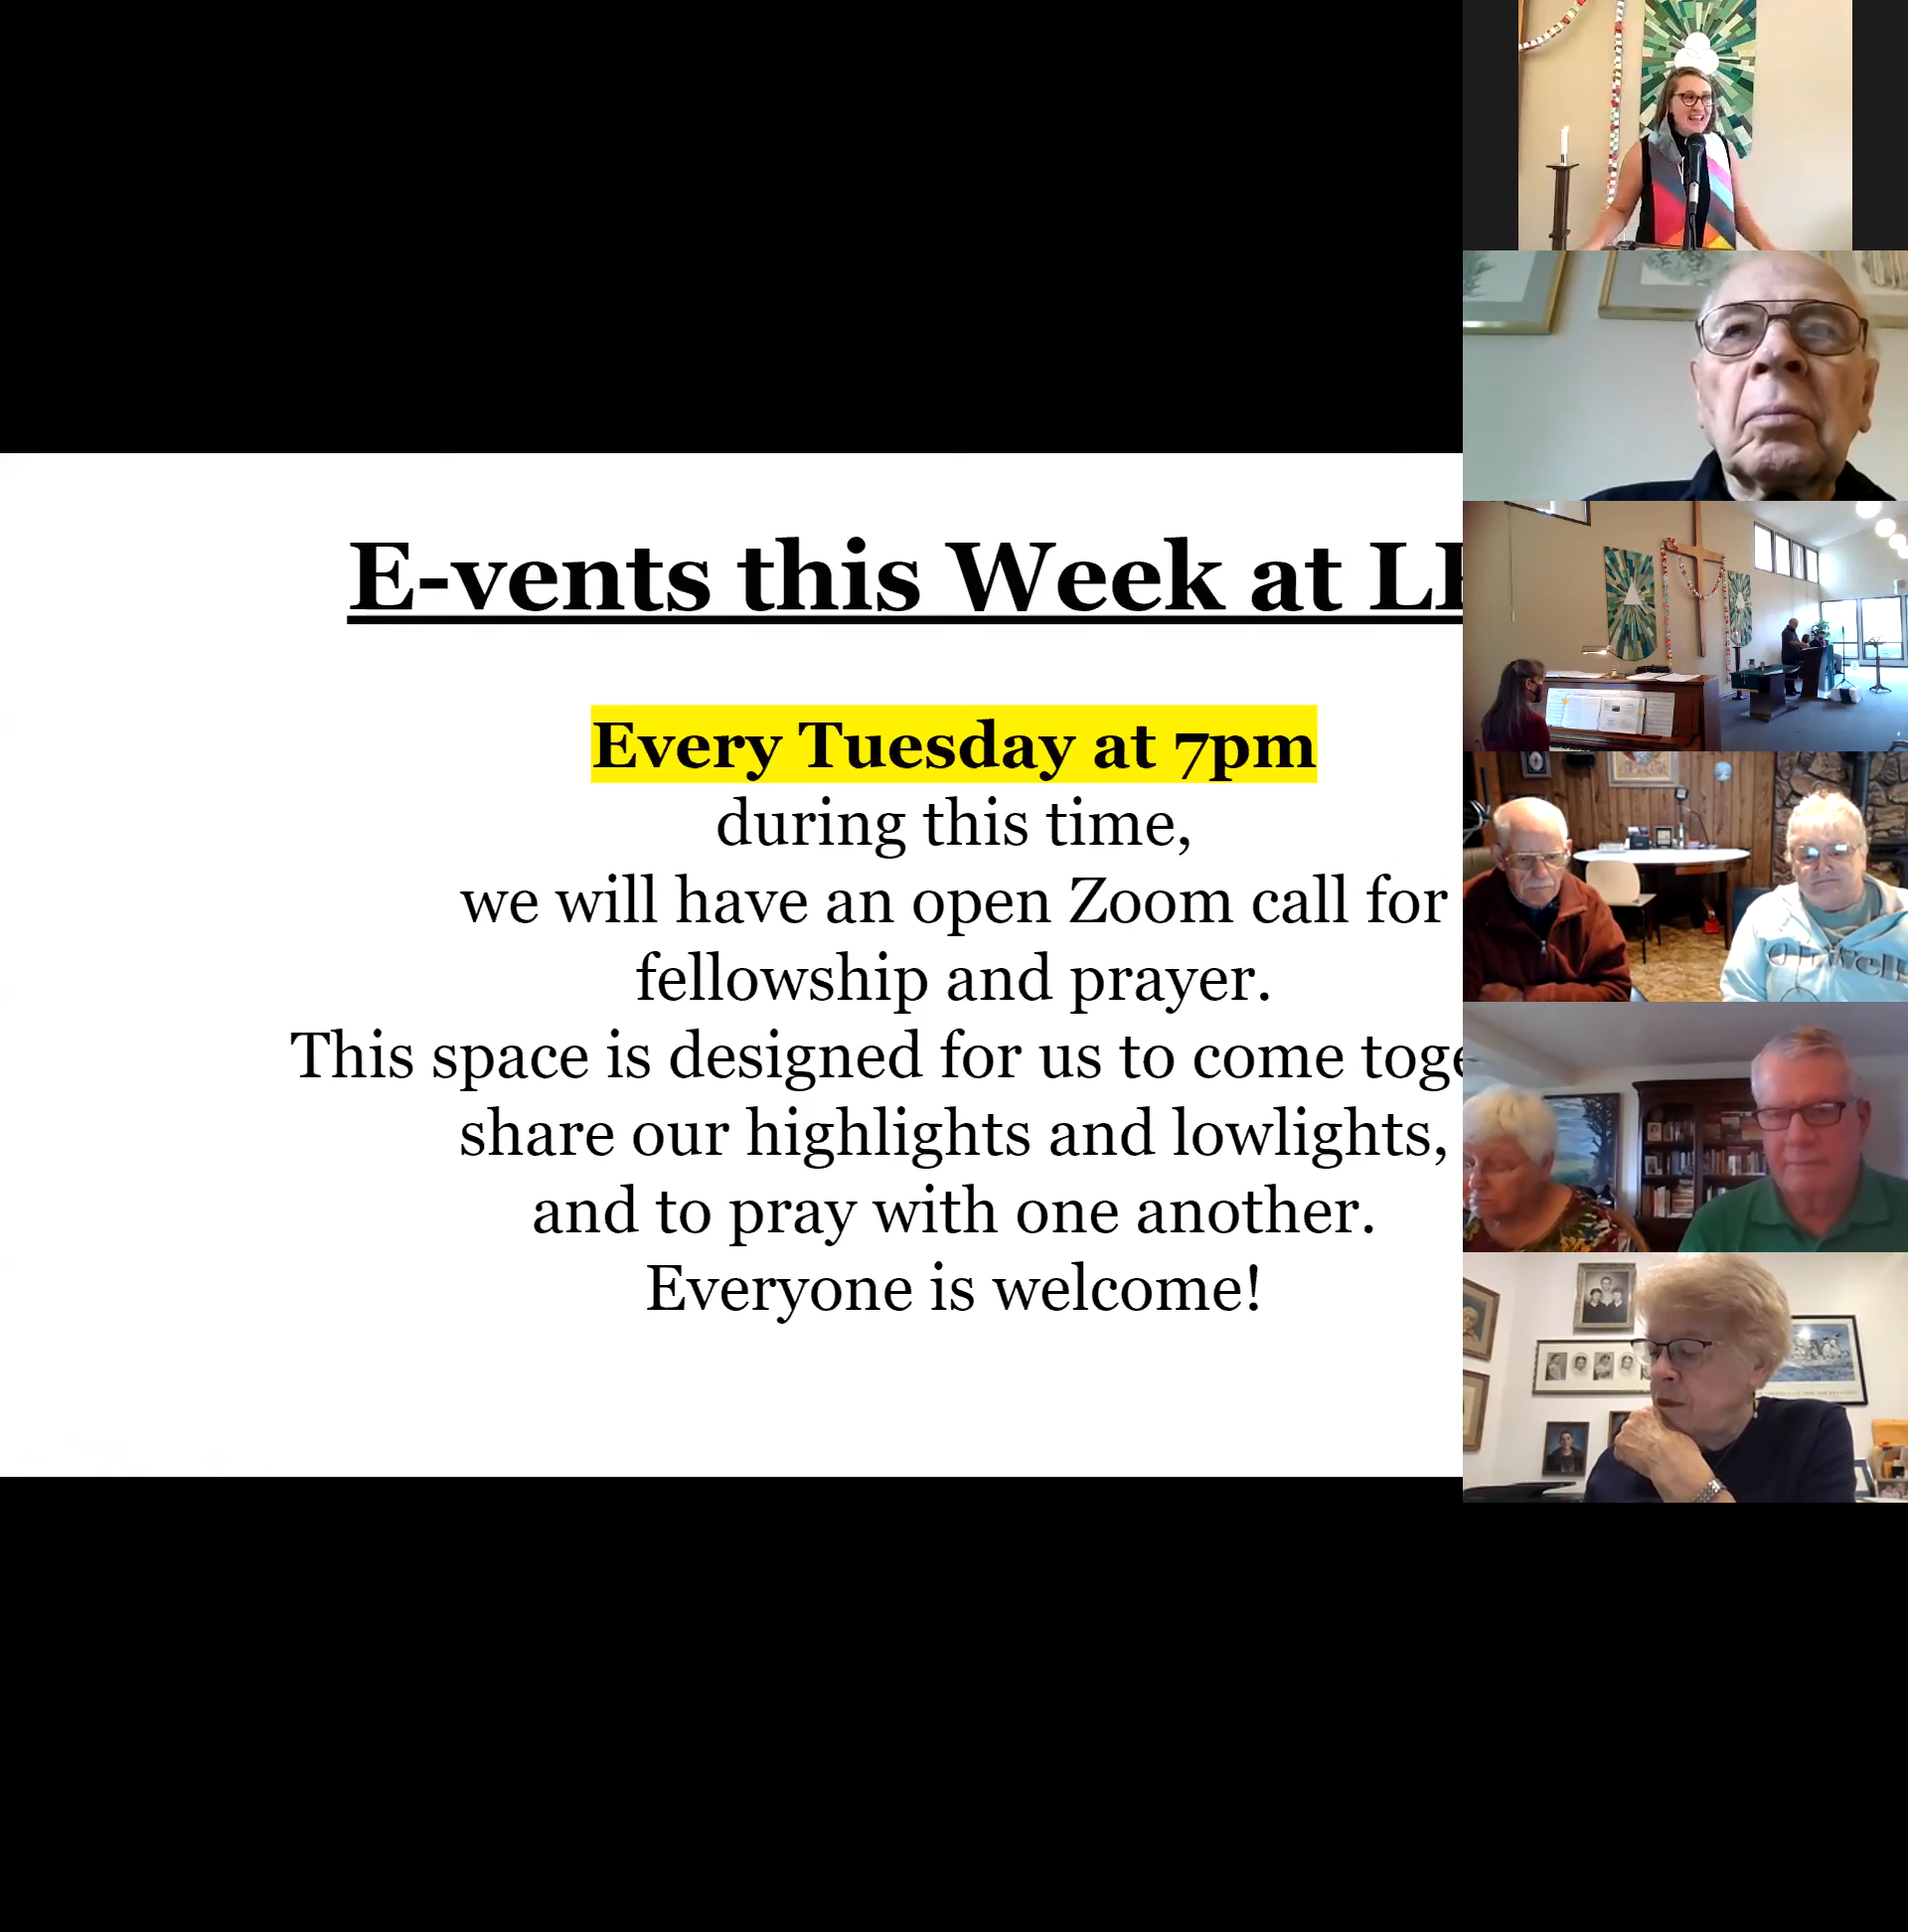 E-vents this Week at
Every Tuesday at 7pm
during this time,
we will have an open Zoom call for
fellowship and prayer.
This space is designed for us to come
share our highlights and lowlights,
and to pray with one another.
Everyone is welcome!